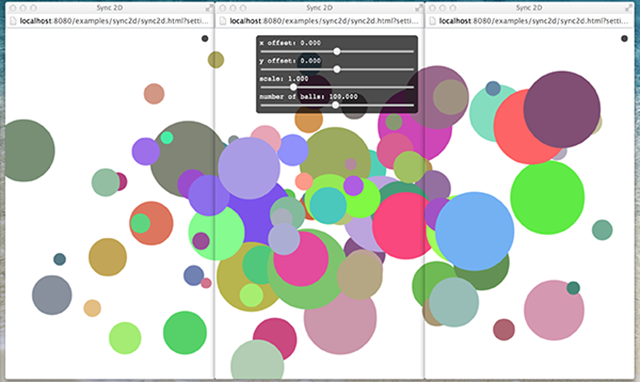 Sync 2D
localhost:8080/examples/sync2d/sync2d.html?setti...
Sync 2D
localhost:8080/examples/sync2d/sync2d.html?setti...
Sync 2D
localhost:8080/examples/sync2d/sync2d.html?setti...
x offset: 0.000
y offset: 0.000
scale: 1.000
number of balls: 100.000